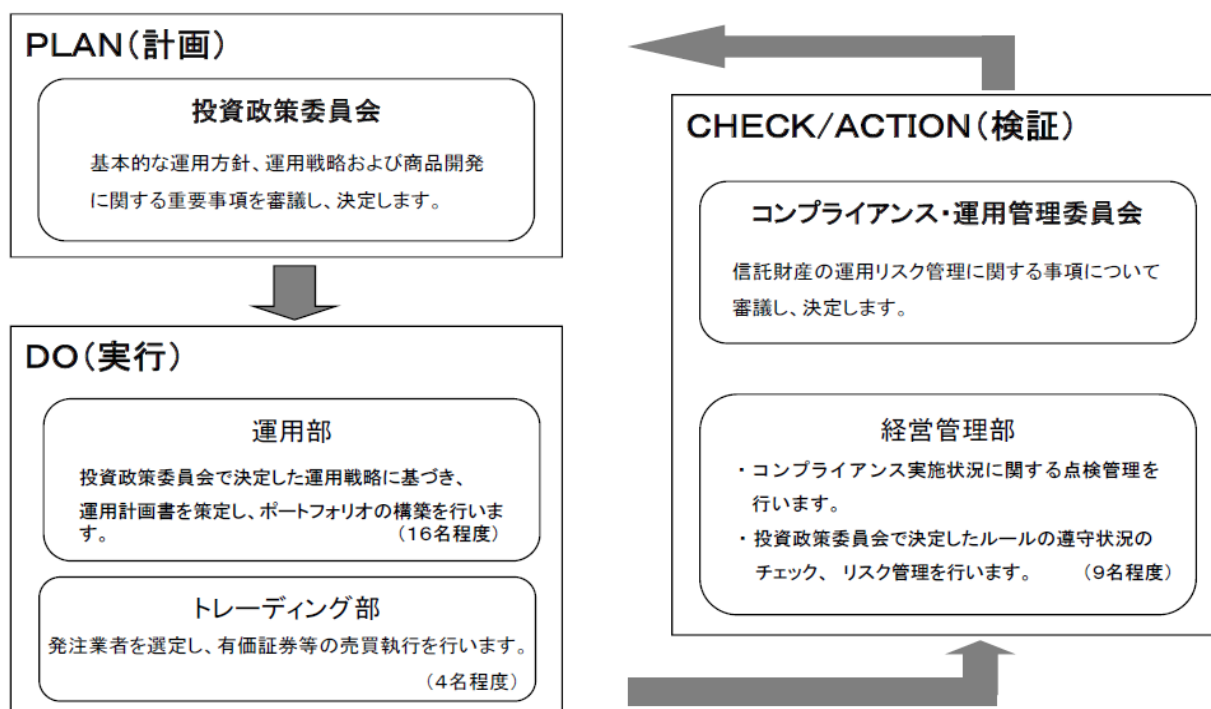 PLAN(計画)
投資政策委員会
基本的な運用方針、運用戦略および商品開発
に関する重要事項を審議し、決定します。
DO(実行)
運用部
投資政策委員会で決定した運用戦略に基づき、
運用計画書を策定し、ポートフォリオの構築を行いま
す。 (16名程度)
トレーディング部
発注業者を選定し、有価証券等の売買執行を行います。
(4名程度)
CHECK/ACTION(検証)
コンプライアンス・運用管理委員会
信託財産の運用リスク管理に関する事項について
審議し、決定します。
経営管理部
・コンプライアンス実施状況に関する点検管理を
行います。
・投資政策委員会で決定したルールの遵守状況の
チェック、 リスク管理を行います。 (9名程度)